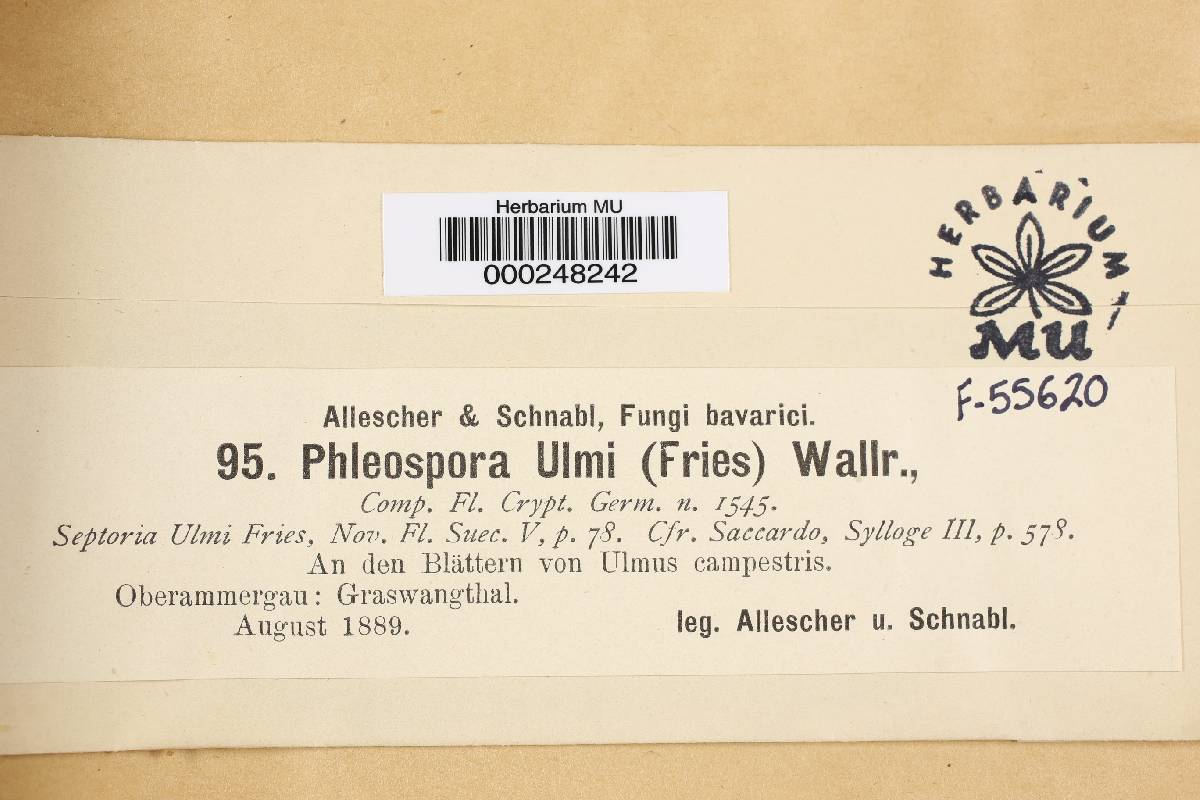 Herbarium MU
000248242
HERBARIUM
MU
F-55620
Allescher & Schnabl, Fungi bavarici.
95. Phleospora Ulmi (Fries) Wallr.,
Comp. Fl. Crypt. Germ. n. 1545.
Septoria Ulmi Fries, Nov. Fl. Suec. V, p. 78. Cfr. Saccardo, Sylloge III, p. 578.
An den Blättern von Ulmus campestris.
Oberammergau: Graswangthal.
August 1889.
leg. Allescher u. Schnabl.